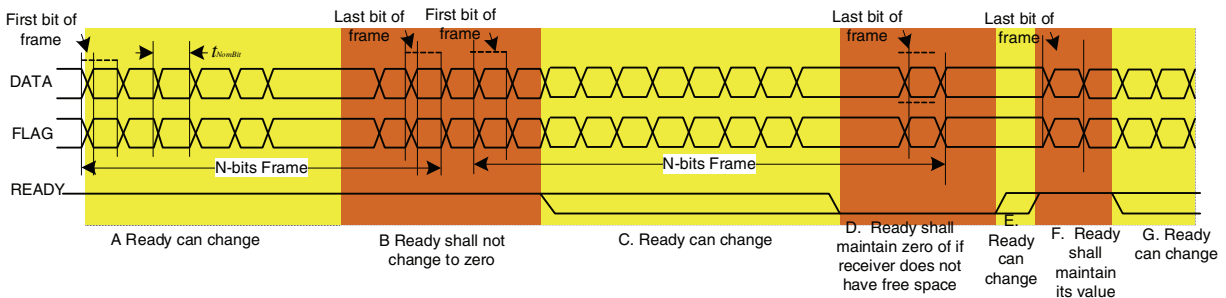 First bit of
frame
tNomBit
Last bit of
frame
First bit of
frame
Last bit of
frame
Last bit of
frame
DATA
FLAG
N-bits Frame
N-bits Frame
READY
A Ready can change
B Ready shall not
change to zero
C. Ready can change
D. Ready shall
maintain zero of if
receiver does not
have free space
E.
Ready
can
change
F. Ready
shall
maintain
its value
G. Ready
can change